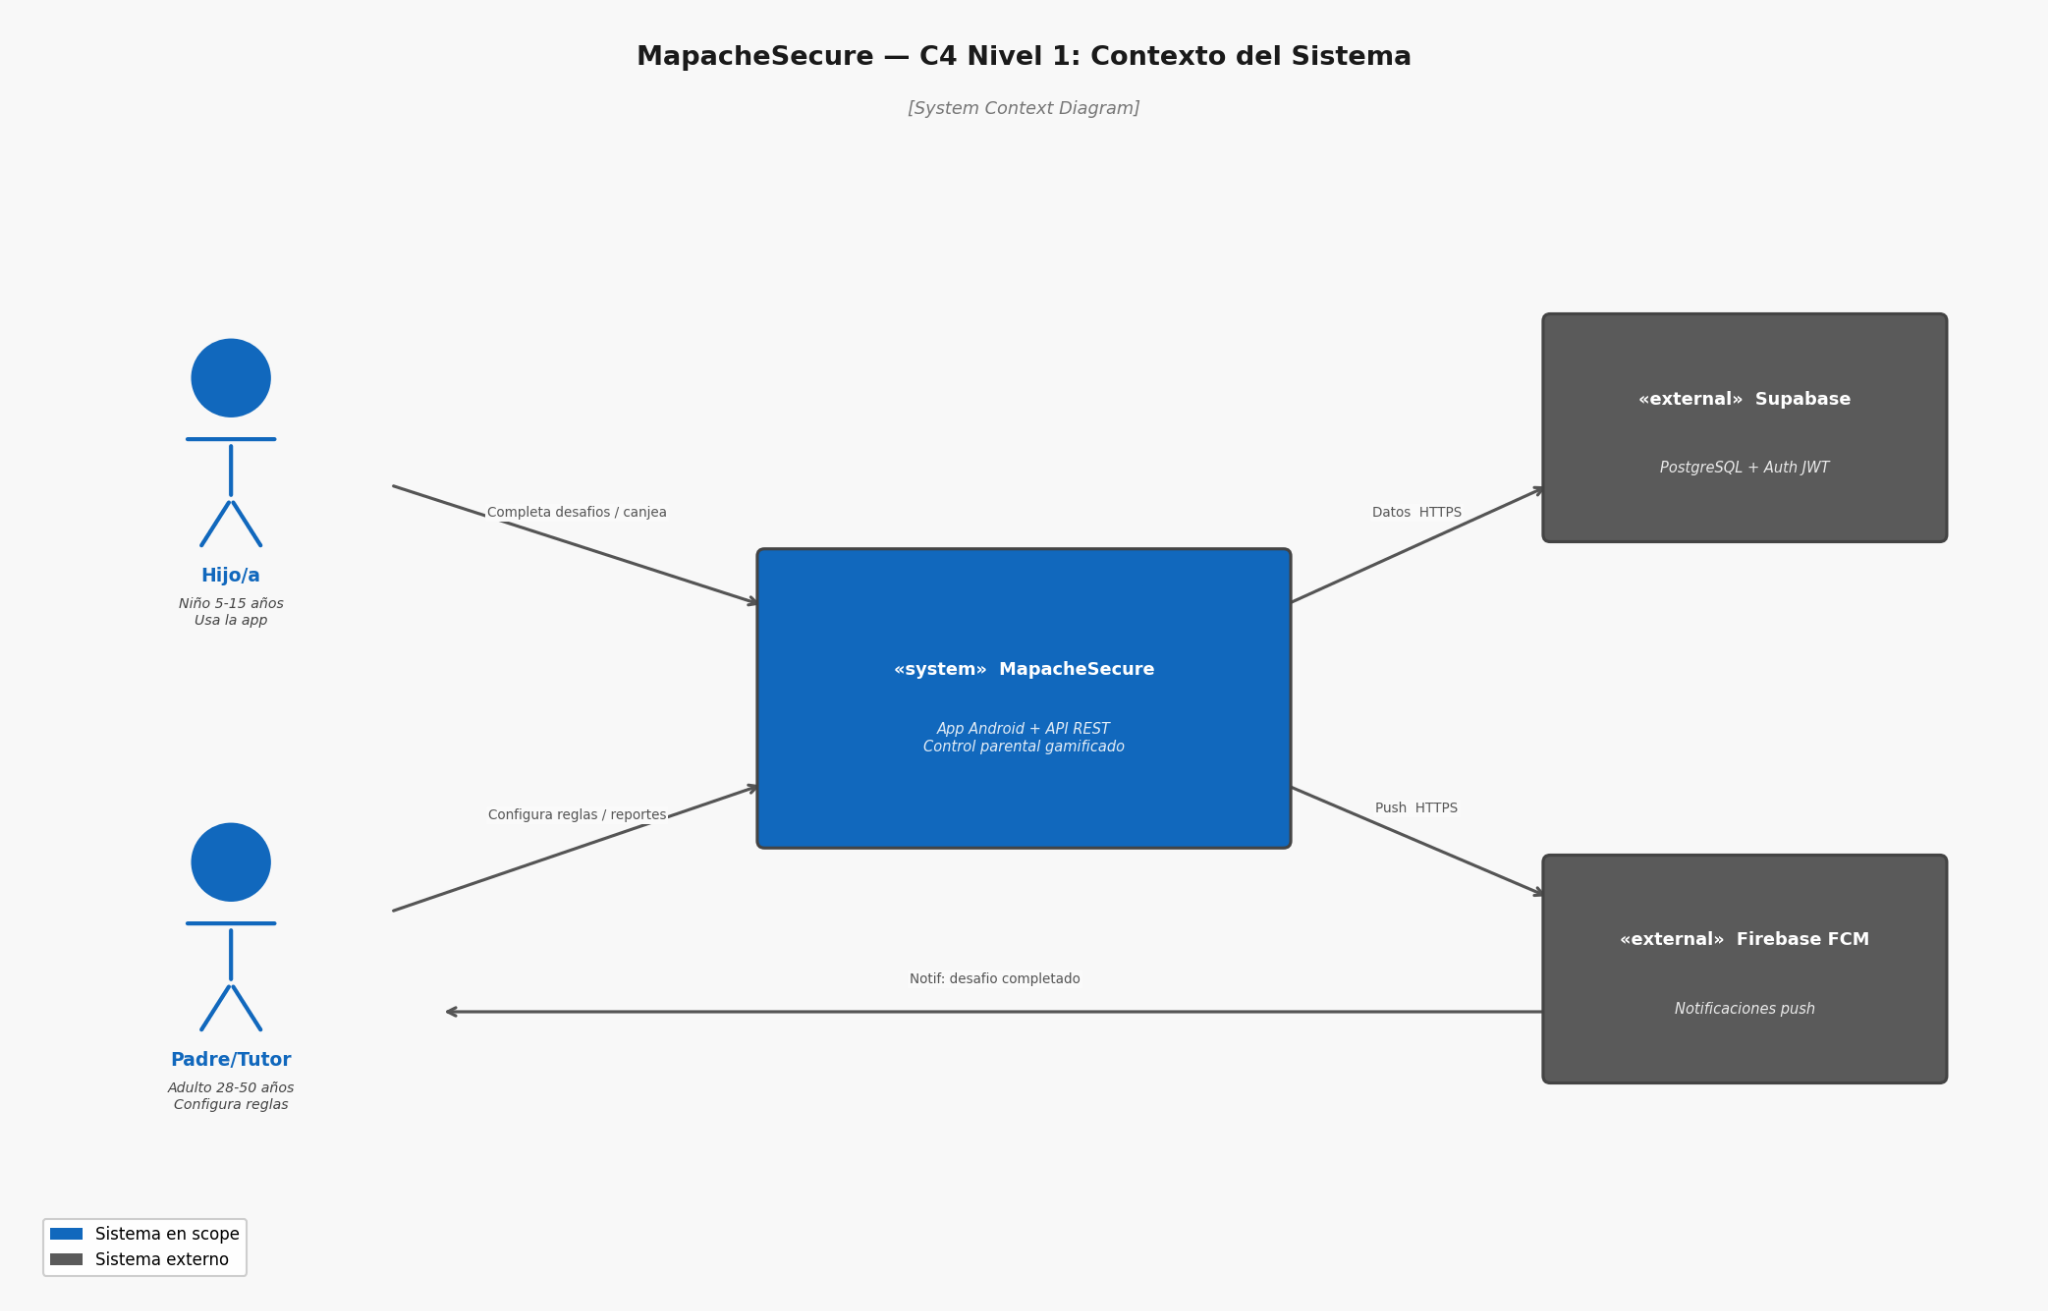 MapacheSecure — C4 Nivel 1: Contexto del Sistema
[System Context Diagram]
«external»  Supabase
PostgreSQL + Auth JWT
Completa desafios / canjea
Datos  HTTPS
Hijo/a
Niño 5-15 años
Usa la app
«system»  MapacheSecure
App Android + API REST
Control parental gamificado
Configura reglas / reportes
Push  HTTPS
«external»  Firebase FCM
Notificaciones push
Notif: desafio completado
Padre/Tutor
Adulto 28-50 años
Configura reglas
Sistema en scope
Sistema externo